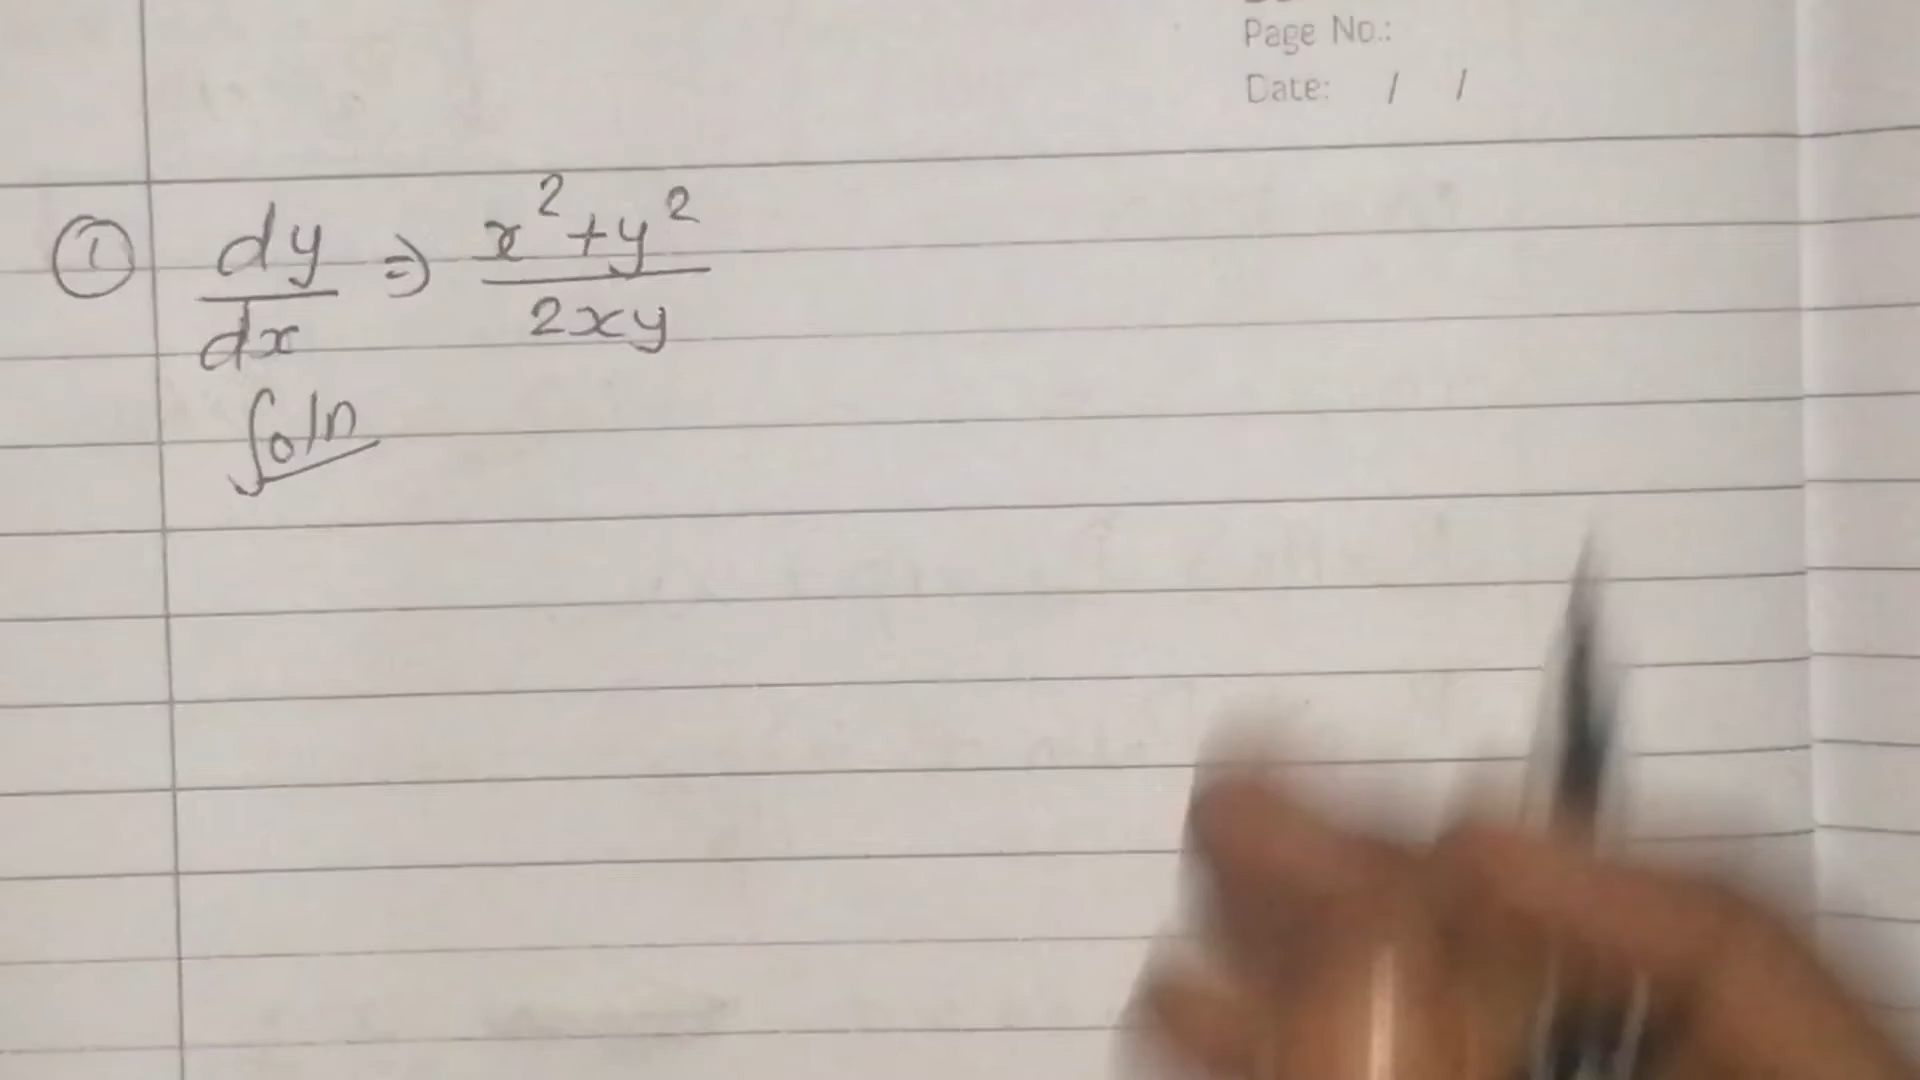 Page No.:
Date: / /
① dy/dx ⇒ x²+y²/2xy
Soln